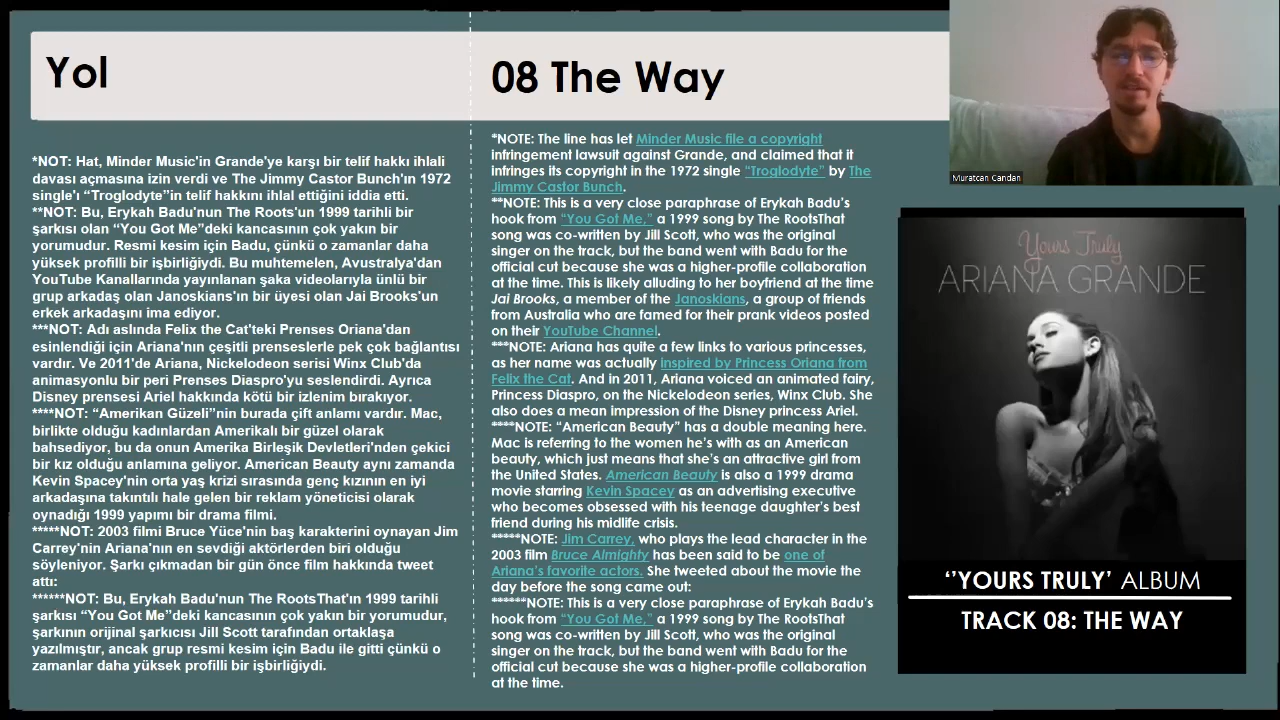 Yol
*NOT: Hat, Minder Music'in Grande'ye karşı bir telif hakkı ihlali
davası açmasına izin verdi ve The Jimmy Castor Bunch'ın 1972
single'ı “Troglodyte”in telif hakkını ihlal ettiğini iddia etti.
**NOT: Bu, Erykah Badu'nun The Roots'un 1999 tarihli bir
şarkısı olan “You Got Me”deki kancasının çok yakın bir
yorumudur. Resmi kesim için Badu, çünkü o zamanlar daha
yüksek profilli bir işbirliğiydi. Bu muhtemelen, Avustralya'dan
YouTube Kanallarında yayınlanan şaka videolarıyla ünlü bir
grup arkadaş olan Janoskians'ın bir üyesi olan Jai Brooks'un
erkek arkadaşını ima ediyor.
***NOT: Adı aslında Felix the Cat'teki Prenses Oriana'dan
esinlendiği için Ariana'nın çeşitli prenseslerle pek çok bağlantısı
vardır. Ve 2011'de Ariana, Nickelodeon serisi Winx Club'da
animasyonlu bir peri Prenses Diaspro'yu seslendirdi. Ayrıca
Disney prensesi Ariel hakkında kötü bir izlenim bırakıyor.
****NOT: “Amerikan Güzeli”nin burada çift anlamı vardır. Mac,
birlikte olduğu kadınlardan Amerikalı bir güzel olarak
bahsediyor, bu da onun Amerika Birleşik Devletleri'nden çekici
bir kız olduğu anlamına geliyor. American Beauty aynı zamanda
Kevin Spacey'nin orta yaş krizi sırasında genç kızının en iyi
arkadaşına takıntılı hale gelen bir reklam yöneticisi olarak
oynadığı 1999 yapımı bir drama filmi.
*****NOT: 2003 filmi Bruce Yüce'nin baş karakterini oynayan Jim
Carrey'nin Ariana'nın en sevdiği aktörlerden biri olduğu
söyleniyor. Şarkı çıkmadan bir gün önce film hakkında tweet
attı:
******NOT: Bu, Erykah Badu'nun The RootsThat'ın 1999 tarihli
şarkısı “You Got Me”deki kancasının çok yakın bir yorumudur,
şarkının orijinal şarkıcısı Jill Scott tarafından ortaklaşa
yazılmıştır, ancak grup resmi kesim için Badu ile gitti çünkü o
zamanlar daha yüksek profilli bir işbirliğiydi.
08 The Way
*NOTE: The line has let Minder Music file a copyright
infringement lawsuit against Grande, and claimed that it
infringes its copyright in the 1972 single “Troglodyte” by The
Jimmy Castor Bunch.
**NOTE: This is a very close paraphrase of Erykah Badu’s
hook from “You Got Me,” a 1999 song by The RootsThat
song was co-written by Jill Scott, who was the original
singer on the track, but the band went with Badu for the
official cut because she was a higher-profile collaboration
at the time. This is likely alluding to her boyfriend at the time
Jai Brooks, a member of the Janoskians, a group of friends
from Australia who are famed for their prank videos posted
on their YouTube Channel.
***NOTE: Ariana has quite a few links to various princesses,
as her name was actually inspired by Princess Oriana from
Felix the Cat. And in 2011, Ariana voiced an animated fairy,
Princess Diaspro, on the Nickelodeon series, Winx Club. She
also does a mean impression of the Disney princess Ariel.
****NOTE: “American Beauty” has a double meaning here.
Mac is referring to the women he’s with as an American
beauty, which just means that she’s an attractive girl from
the United States. American Beauty is also a 1999 drama
movie starring Kevin Spacey as an advertising executive
who becomes obsessed with his teenage daughter’s best
friend during his midlife crisis.
*****NOTE: Jim Carrey, who plays the lead character in the
2003 film Bruce Almighty has been said to be one of
Ariana’s favorite actors. She tweeted about the movie the
day before the song came out:
******NOTE: This is a very close paraphrase of Erykah Badu’s
hook from “You Got Me,” a 1999 song by The RootsThat
song was co-written by Jill Scott, who was the original
singer on the track, but the band went with Badu for the
official cut because she was a higher-profile collaboration
at the time.
Muratcan Candan
Yours Truly
ARIANA GRANDE
‘’YOURS TRULY’ ALBUM
TRACK 08: THE WAY